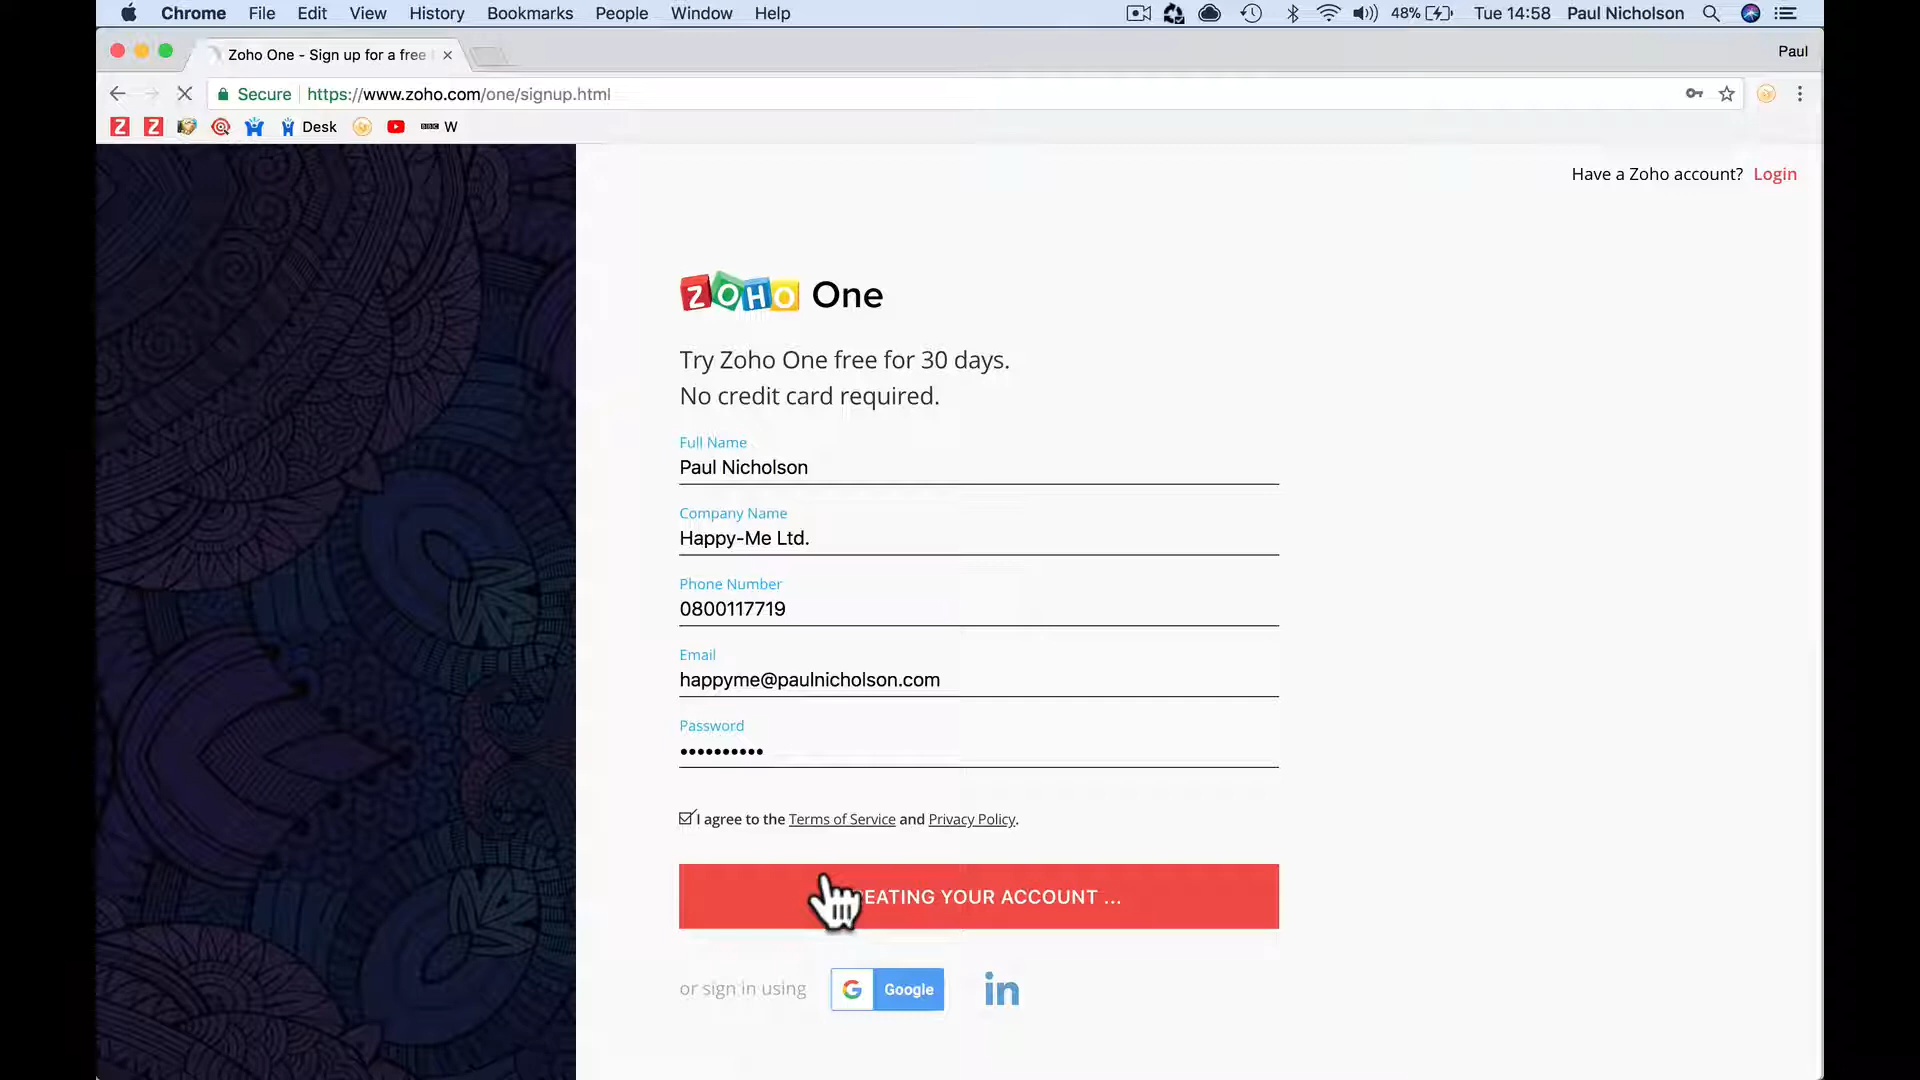 Chrome File Edit View History Bookmarks People Window Help 48% Tue 14:58 Paul Nicholson
Zoho One - Sign up for a free Paul
Secure https://www.zoho.com/one/signup.html
Desk W
Have a Zoho account? Login
ZOHO One
Try Zoho One free for 30 days.
No credit card required.
Full Name
Paul Nicholson
Company Name
Happy-Me Ltd.
Phone Number
0800117719
Email
happyme@paulnicholson.com
Password
••••••••••
I agree to the Terms of Service and Privacy Policy.
EATING YOUR ACCOUNT ...
or sign in using G Google in